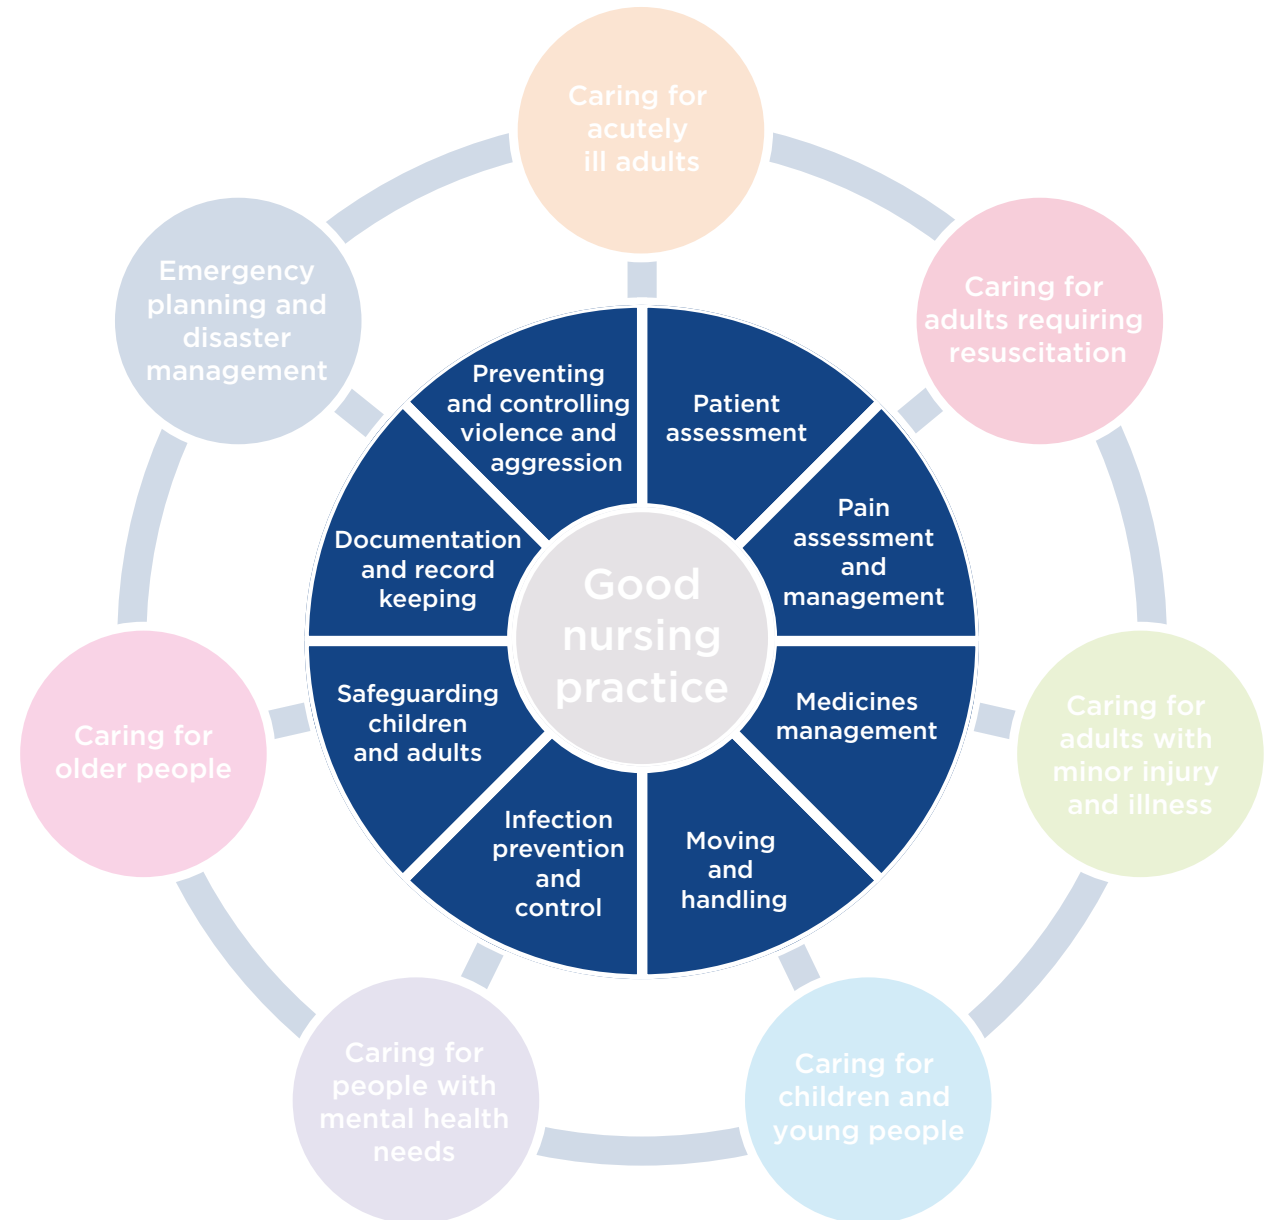 Caring for
acutely
ill adults
Emergency
planning and
disaster
management
Caring for
adults requiring
resuscitation
Preventing
and controlling
violence and
aggression
Patient
assessment
Pain
assessment
and
management
Documentation
and record
keeping
Good
nursing
practice
Safeguarding
children
and adults
Medicines
management
Caring for
older people
Caring for
adults with
minor injury
and illness
Infection
prevention
and
control
Moving
and
handling
Caring for
people with
mental health
needs
Caring for
children and
young people